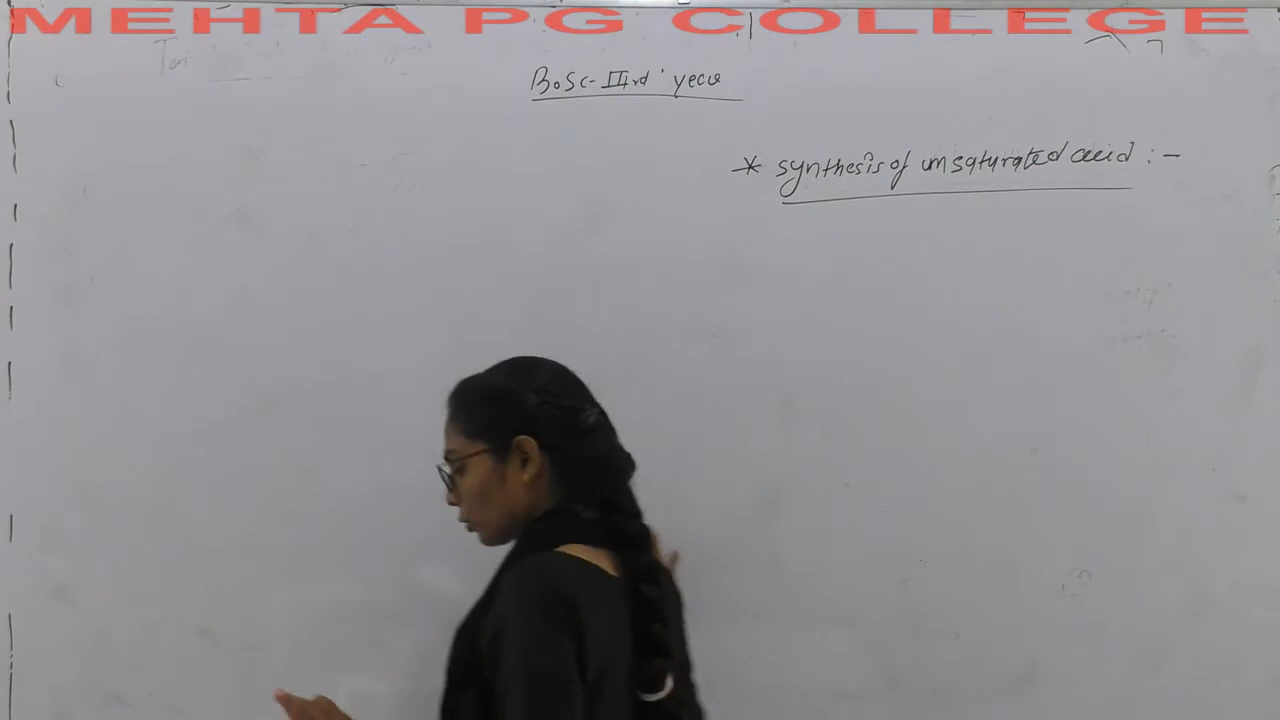 MEHTA PG COLLEGE
B.Sc-IIIrd year
* synthesis of unsaturated acid :-